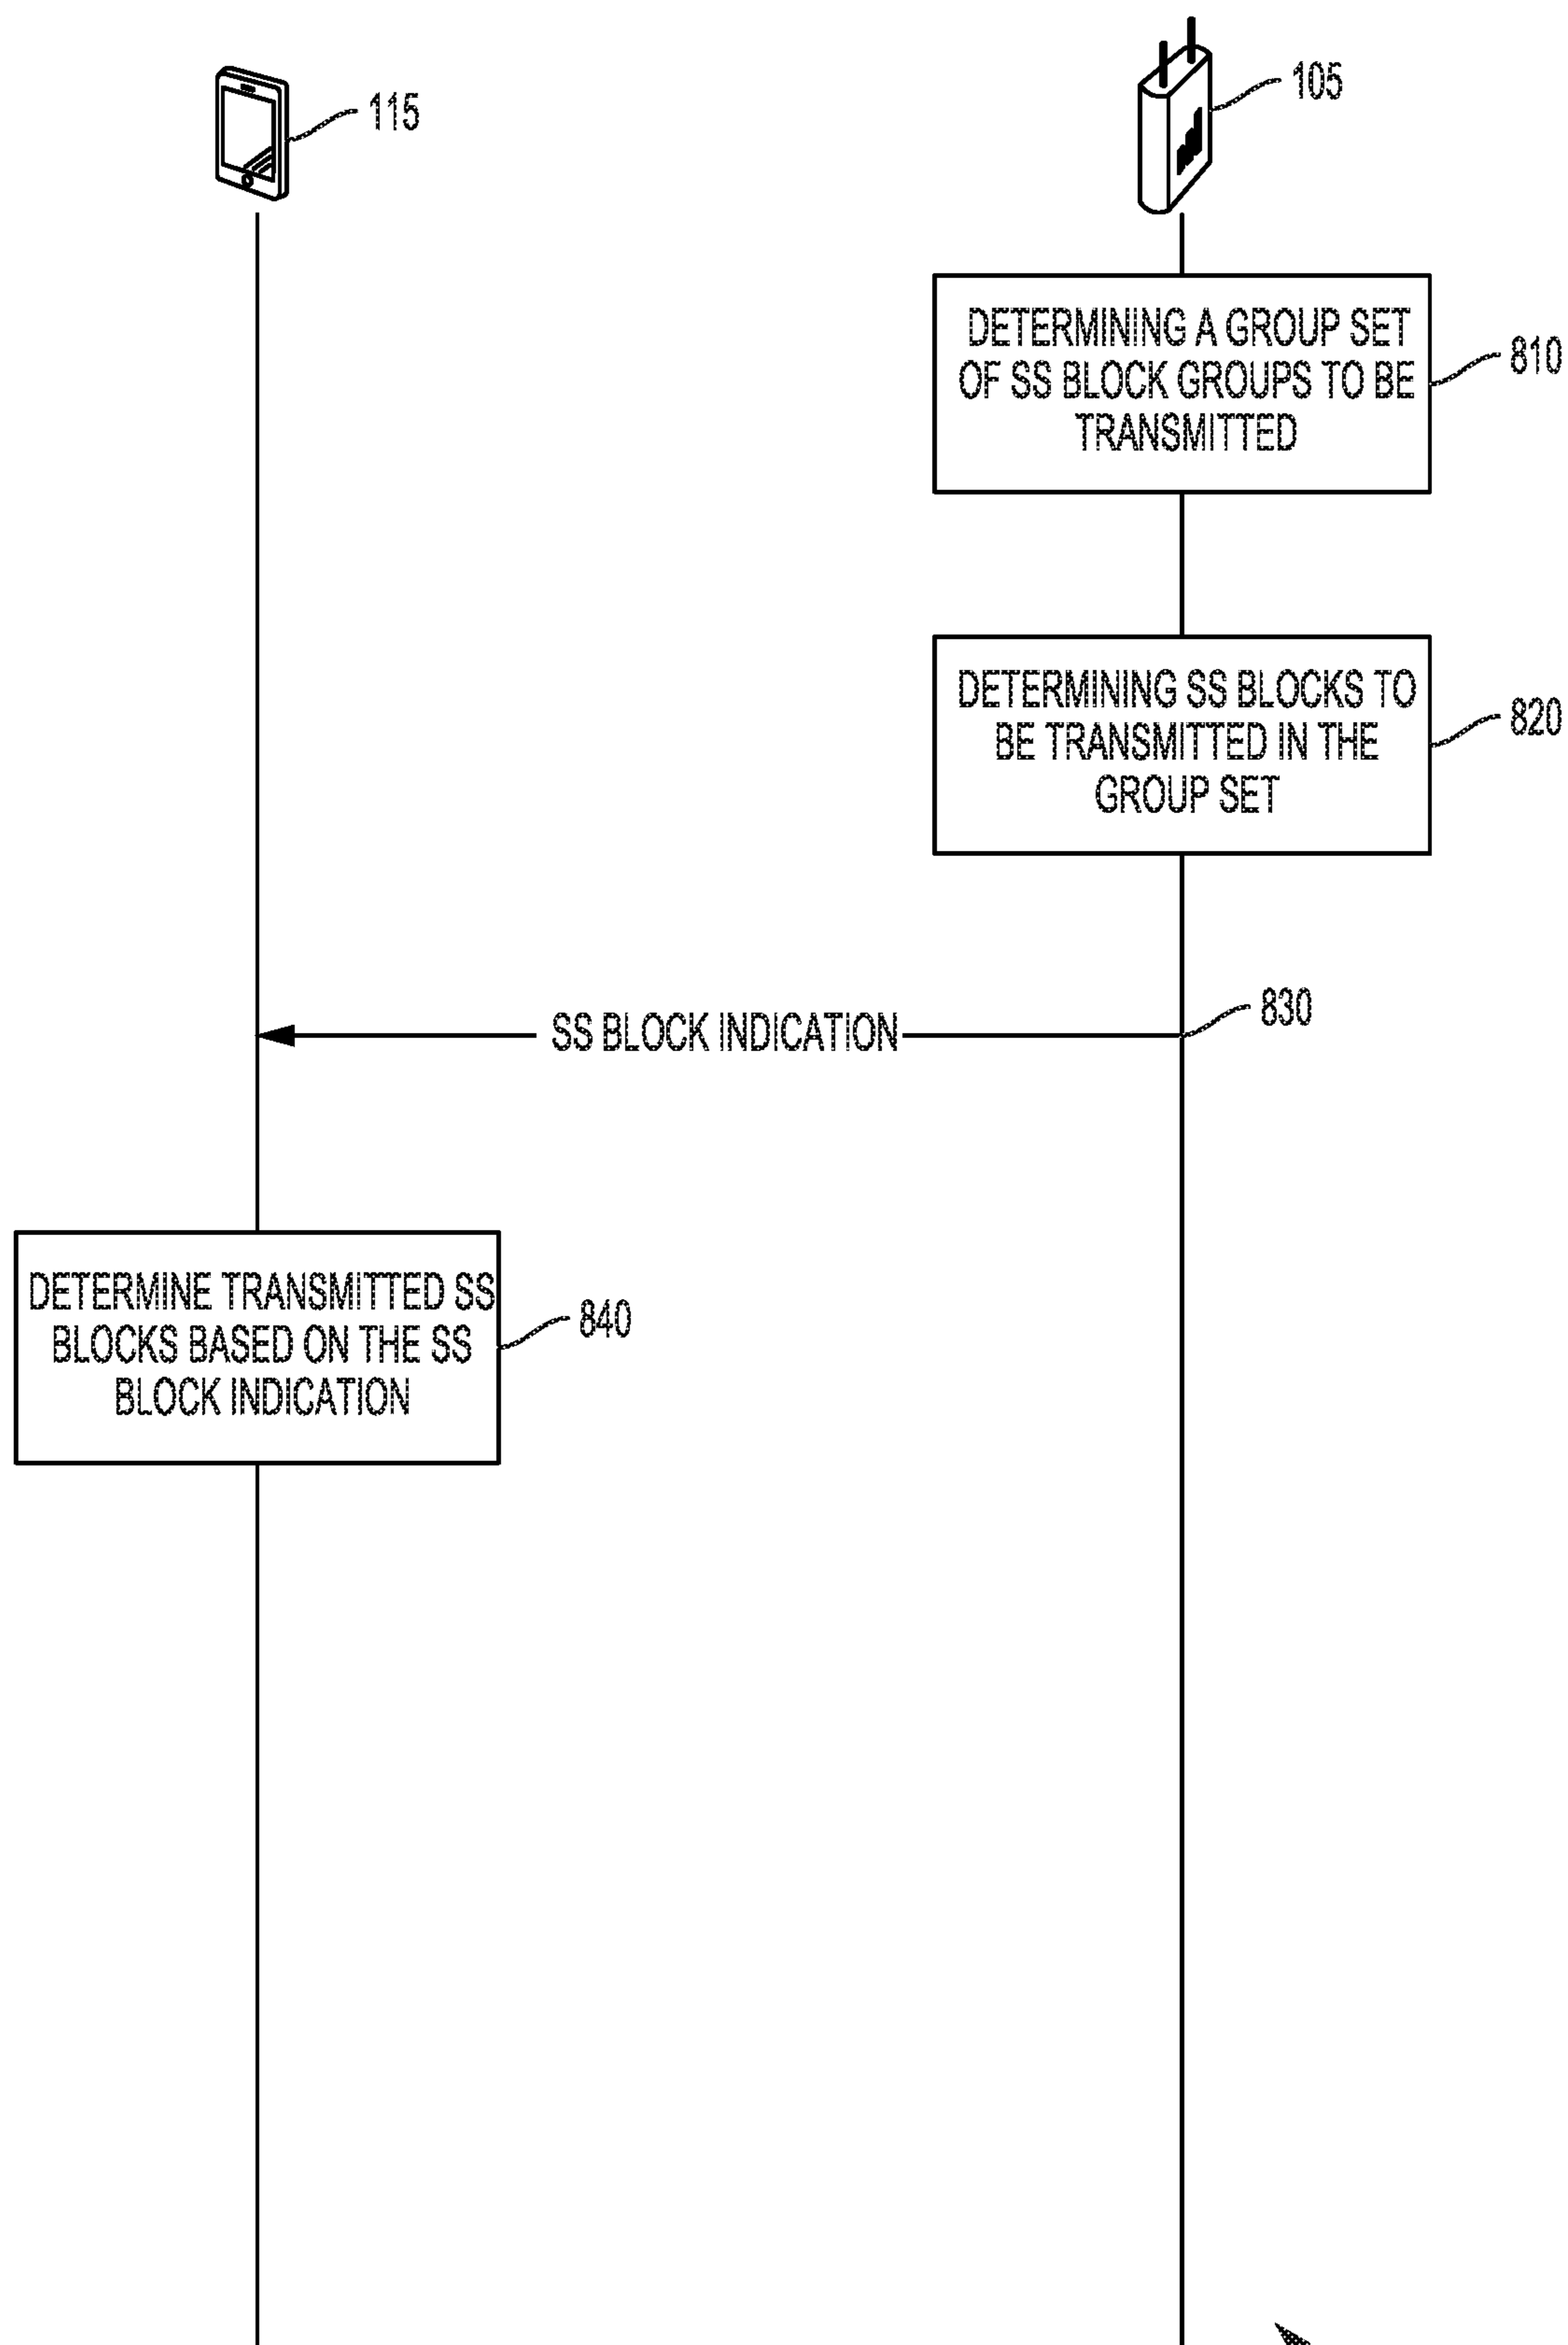 115
105
DETERMINING A GROUP SET
OF SS BLOCK GROUPS TO BE
TRANSMITTED
810
DETERMINING SS BLOCKS TO
BE TRANSMITTED IN THE
GROUP SET
820
830
SS BLOCK INDICATION
DETERMINE TRANSMITTED SS
BLOCKS BASED ON THE SS
BLOCK INDICATION
840